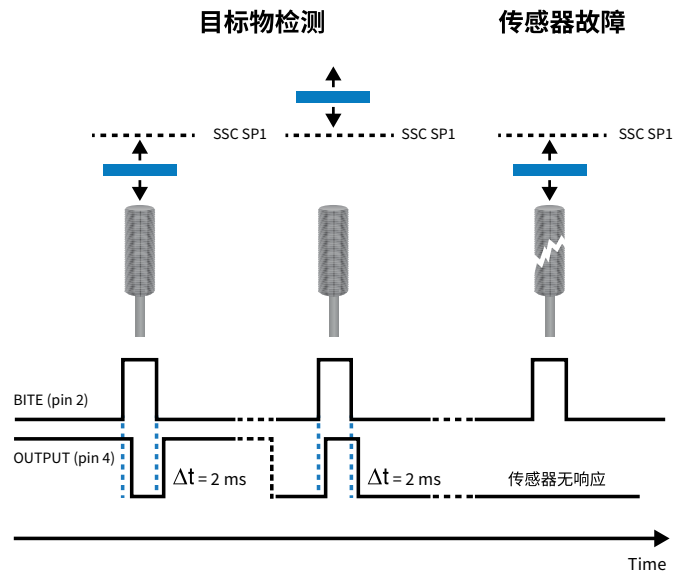 目标物检测
传感器故障
SSC SP1
SSC SP1
SSC SP1
BITE (pin 2)
OUTPUT (pin 4)
Δt = 2 ms
Δt = 2 ms
传感器无响应
Time